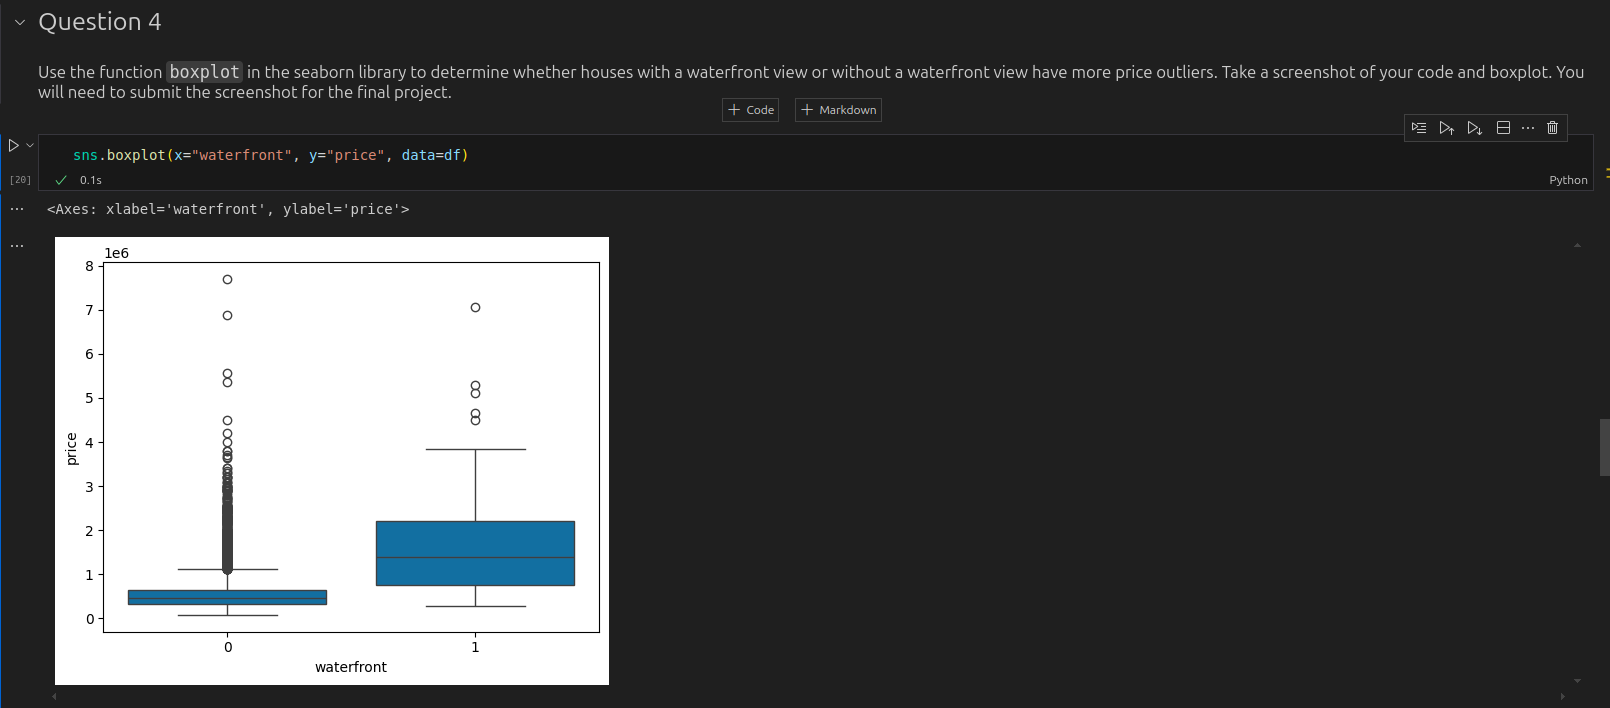 Question 4
Use the function boxplot in the seaborn library to determine whether houses with a waterfront view or without a waterfront view have more price outliers. Take a screenshot of your code and boxplot. You
will need to submit the screenshot for the final project.
+ Code + Markdown
sns.boxplot(x="waterfront", y="price", data=df)
[20] 0.1s Python
<Axes: xlabel='waterfront', ylabel='price'>
1e6
8
7
6
5
4
3
2
1
0
price
0 1
waterfront